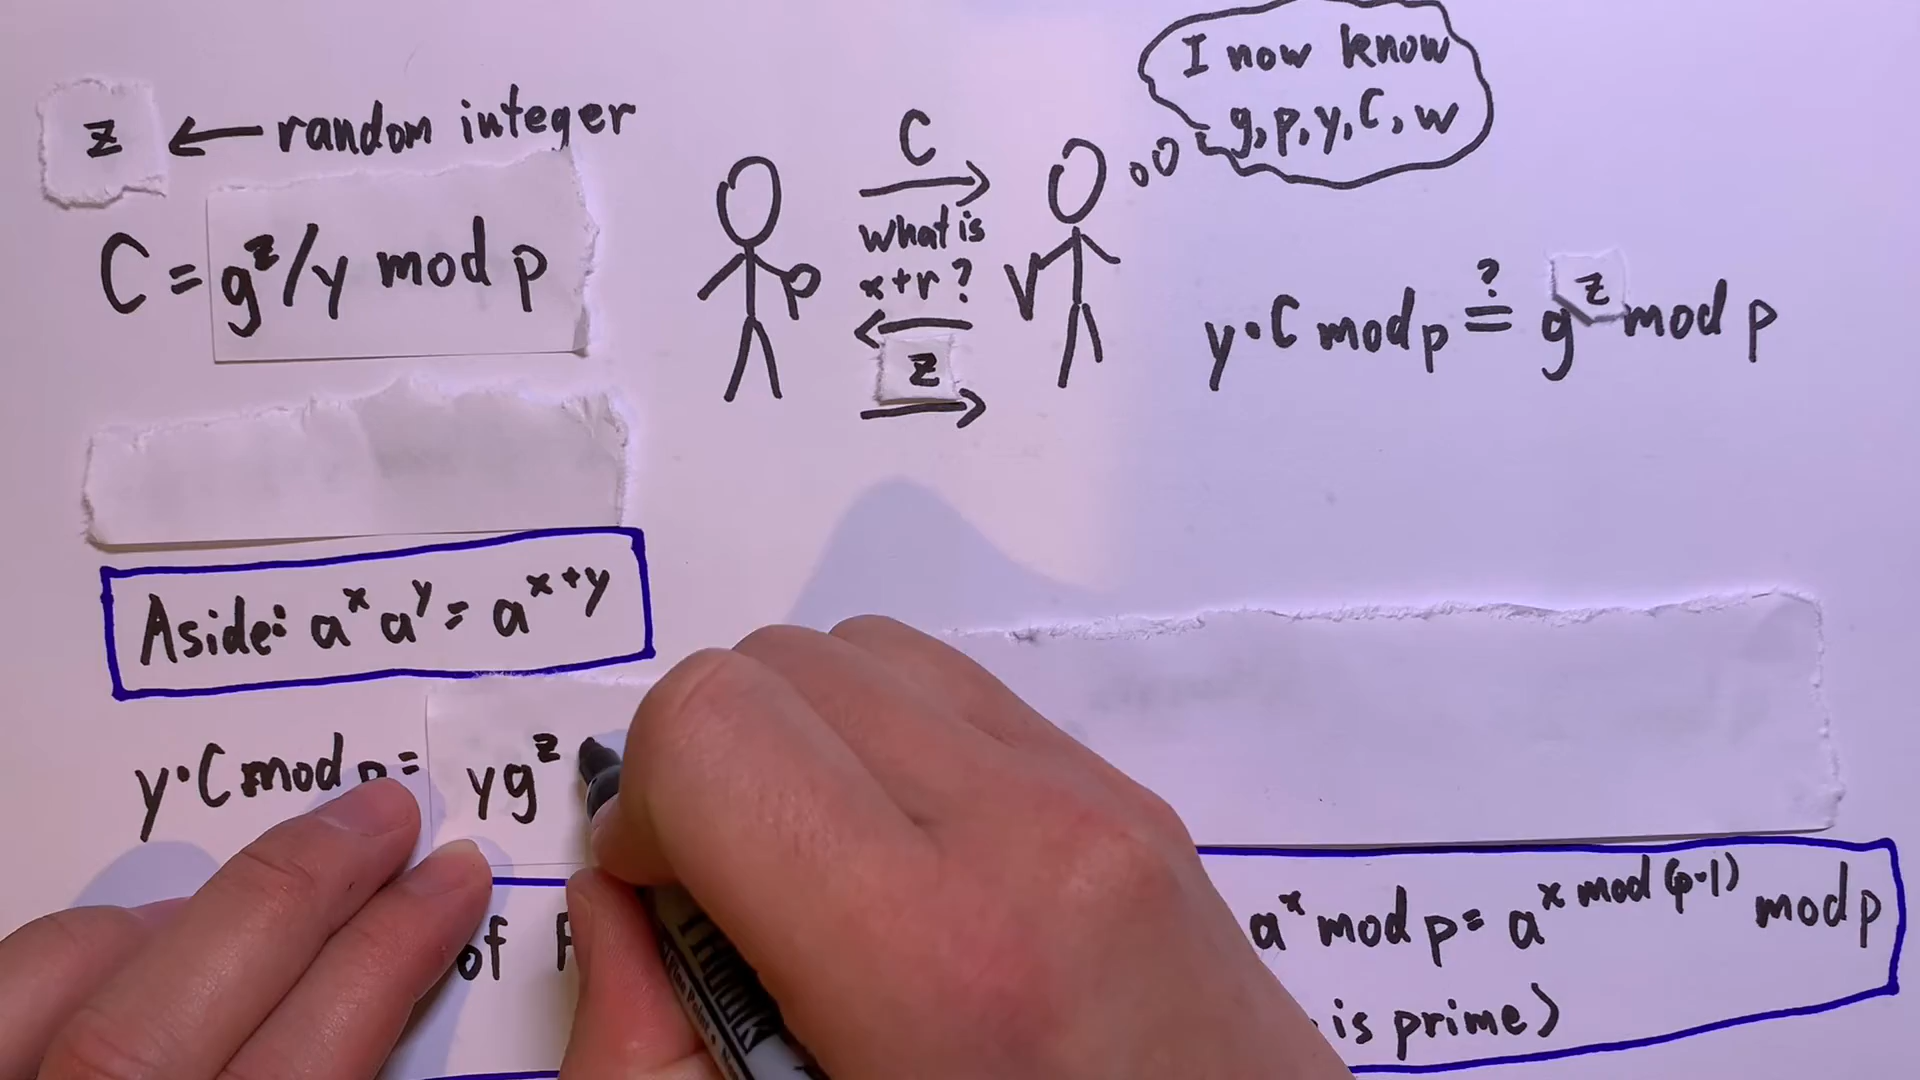 z ← random integer
C = g^z/y mod p
C
what is
x+r?
z
I now know
g, p, y, C, w
y·C mod p ≟ g^z mod p
Aside: a^x a^y = a^(x+y)
y·C mod p = yg^z
of
a^x mod p = a^(x mod (p-1)) mod p
is prime)